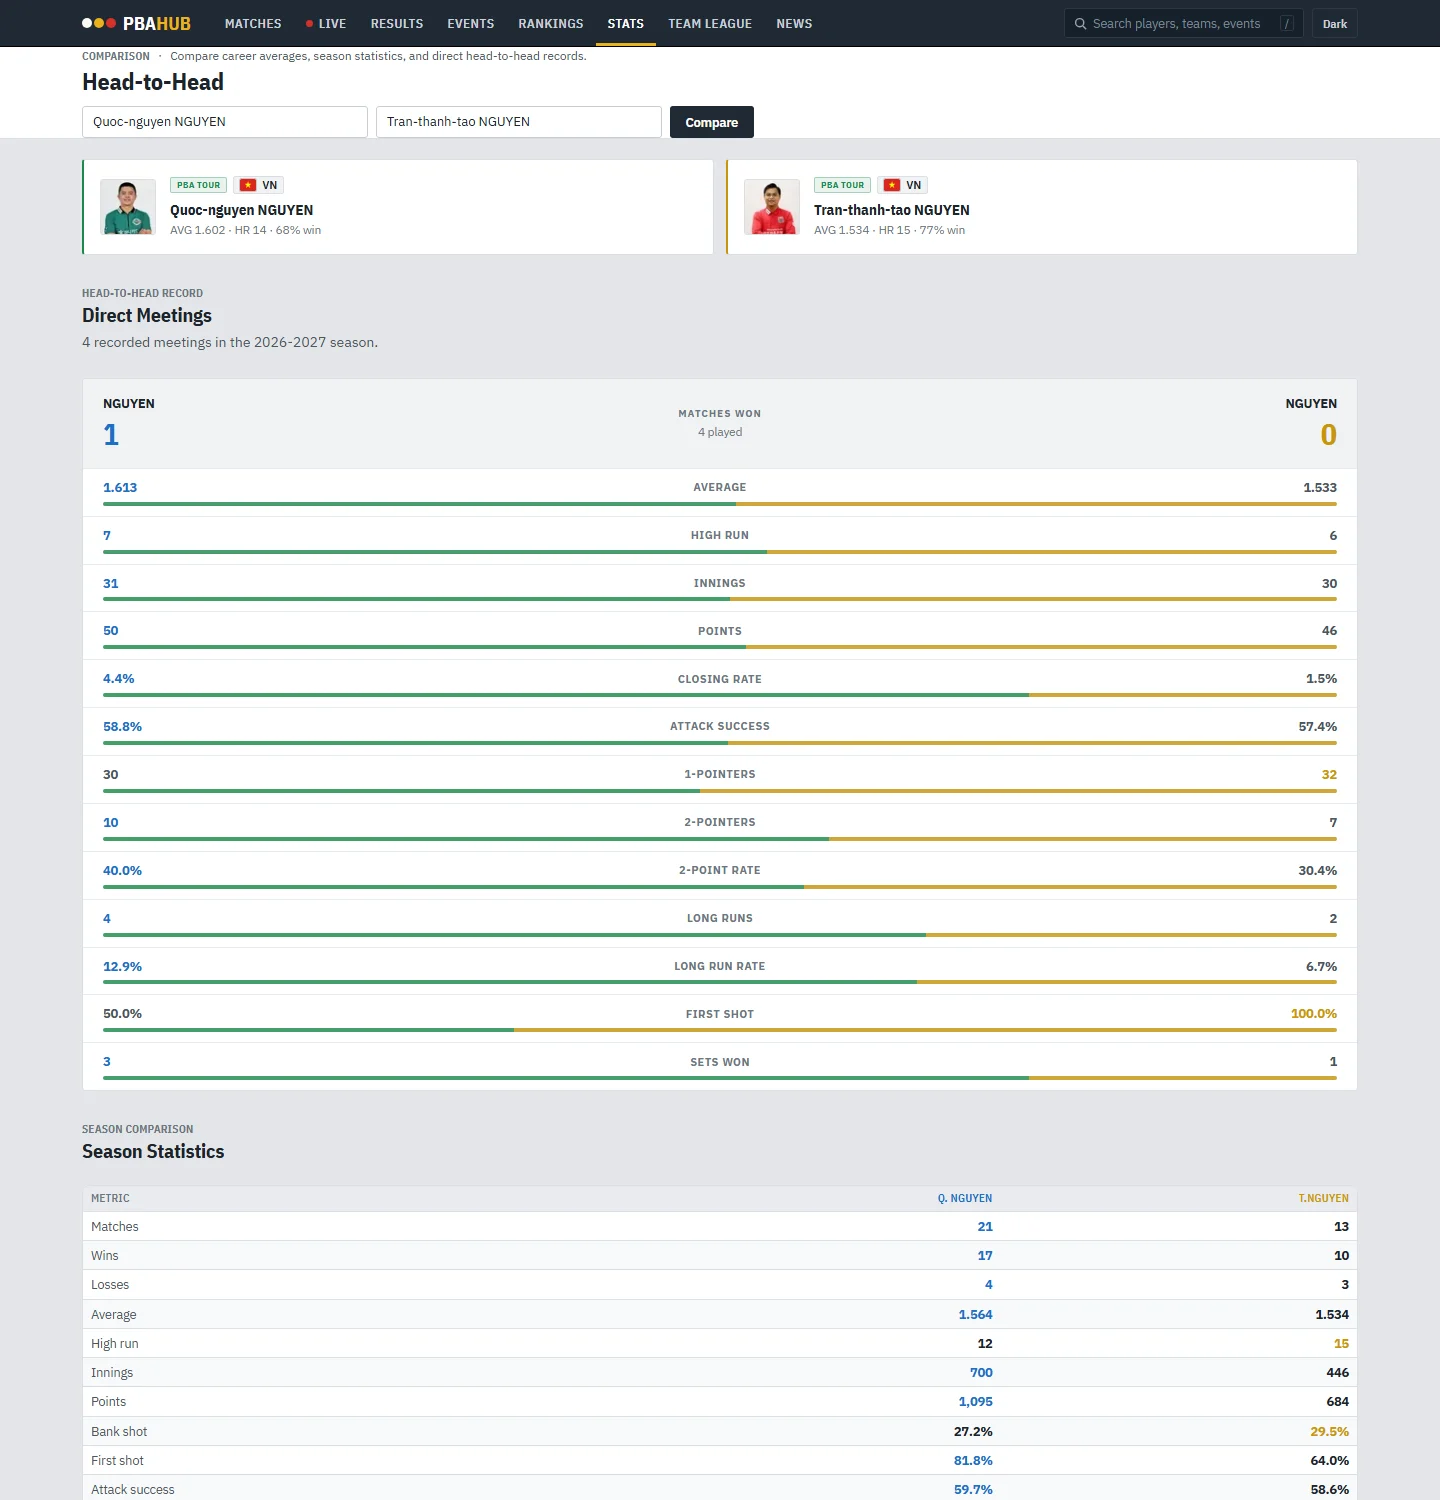 PBAHUB MATCHES LIVE RESULTS EVENTS RANKINGS STATS TEAM LEAGUE NEWS Search players, teams, events / Dark
COMPARISON · Compare career averages, season statistics, and direct head-to-head records.
Head-to-Head
Quoc-nguyen NGUYEN Tran-thanh-tao NGUYEN Compare
PBA TOUR VN
Quoc-nguyen NGUYEN
AVG 1.602 · HR 14 · 68% win
PBA TOUR VN
Tran-thanh-tao NGUYEN
AVG 1.534 · HR 15 · 77% win
HEAD-TO-HEAD RECORD
Direct Meetings
4 recorded meetings in the 2026-2027 season.
NGUYEN
1
MATCHES WON
4 played
NGUYEN
0
1.613 AVERAGE 1.533
7 HIGH RUN 6
31 INNINGS 30
50 POINTS 46
4.4% CLOSING RATE 1.5%
58.8% ATTACK SUCCESS 57.4%
30 1-POINTERS 32
10 2-POINTERS 7
40.0% 2-POINT RATE 30.4%
4 LONG RUNS 2
12.9% LONG RUN RATE 6.7%
50.0% FIRST SHOT 100.0%
3 SETS WON 1
SEASON COMPARISON
Season Statistics
METRIC Q. NGUYEN T.NGUYEN
Matches 21 13
Wins 17 10
Losses 4 3
Average 1.564 1.534
High run 12 15
Innings 700 446
Points 1,095 684
Bank shot 27.2% 29.5%
First shot 81.8% 64.0%
Attack success 59.7% 58.6%